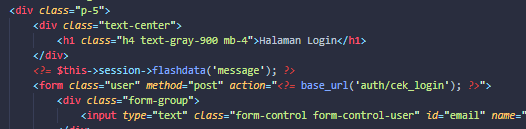 <div class="p-5">
<div class="text-center">
<h1 class="h4 text-gray-900 mb-4">Halaman Login</h1>
</div>
<?= $this->session->flashdata('message'); ?>
<form class="user" method="post" action="<?= base_url('auth/cek_login'); ?>">
<div class="form-group">
<input type="text" class="form-control form-control-user" id="email" name="
</div>